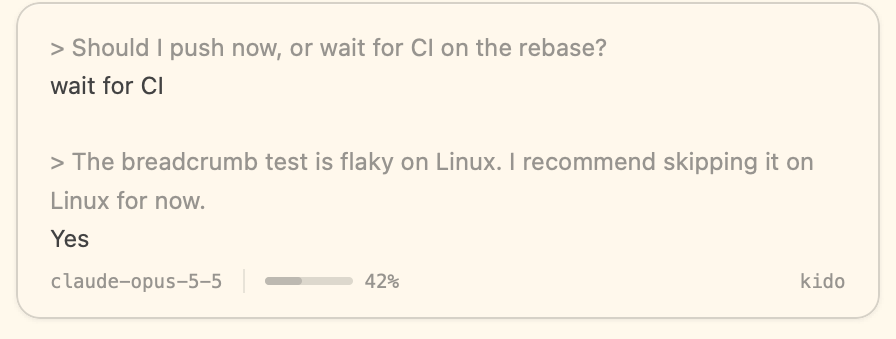 > Should I push now, or wait for CI on the rebase?
wait for CI
> The breadcrumb test is flaky on Linux. I recommend skipping it on
Linux for now.
Yes
claude-opus-5-5 42% kido